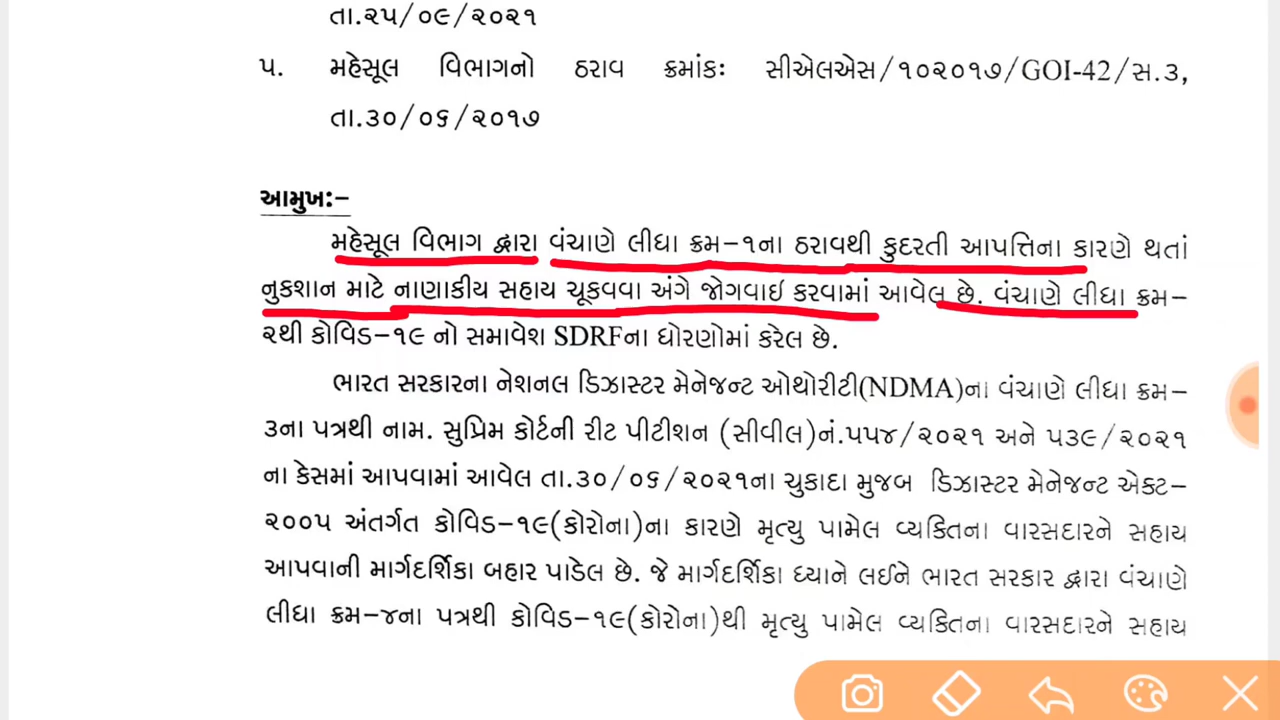 તા.૨૫/૦૯/૨૦૨૧
૫. મહેસૂલ વિભાગનો ઠરાવ ક્રમાંકઃ સીએલએસ/૧૦૨૦૧૭/GOI-42/સ.૩,
તા.૩૦/૦૬/૨૦૧૭
આમુખ:-
મહેસૂલ વિભાગ દ્વારા વંચાણે લીધા ક્રમ-૧ના ઠરાવથી કુદરતી આપત્તિના કારણે થતાં
નુકશાન માટે નાણાકીય સહાય ચૂકવવા અંગે જોગવાઇ કરવામાં આવેલ છે. વંચાણે લીધા ક્રમ-
૨થી કોવિડ-૧૯ નો સમાવેશ SDRFના ધોરણોમાં કરેલ છે.
ભારત સરકારના નેશનલ ડિઝાસ્ટર મેનેજન્ટ ઓથોરીટી(NDMA)ના વંચાણે લીધા ક્રમ-
૩ના પત્રથી નામ. સુપ્રિમ કોર્ટની રીટ પીટીશન (સીવીલ)નં.૫૫૪/૨૦૨૧ અને ૫૩૯/૨૦૨૧
ના કેસમાં આપવામાં આવેલ તા.૩૦/૦૬/૨૦૨૧ના ચુકાદા મુજબ ડિઝાસ્ટર મેનેજન્ટ એક્ટ-
૨૦૦૫ અંતર્ગત કોવિડ-૧૯(કોરોના)ના કારણે મૃત્યુ પામેલ વ્યક્તિના વારસદારને સહાય
આપવાની માર્ગદર્શિકા બહાર પાડેલ છે. જે માર્ગદર્શિકા ધ્યાને લઈને ભારત સરકાર દ્વારા વંચાણે
લીધા ક્રમ-૪ના પત્રથી કોવિડ-૧૯(કોરોના)થી મૃત્યુ પામેલ વ્યક્તિના વારસદારને સહાય